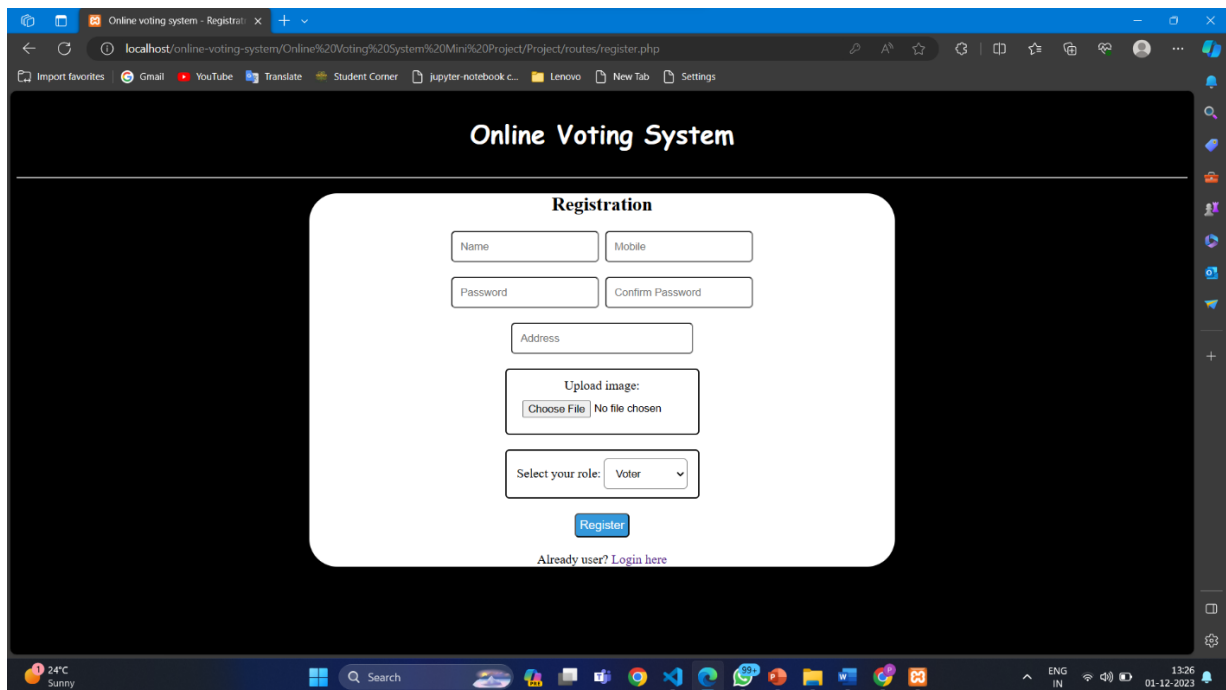 Online voting system - Registrat
localhost/online-voting-system/Online%20Voting%20System%20Mini%20Project/Project/routes/register.php
Import favorites Gmail YouTube Translate Student Corner jupyter-notebook c... Lenovo New Tab Settings
Online Voting System
Registration
Name Mobile
Password Confirm Password
Address
Upload image:
Choose File No file chosen
Select your role: Voter
Register
Already user? Login here
1 24°C
Sunny
Search
99+
ENG
IN
13:26
01-12-2023